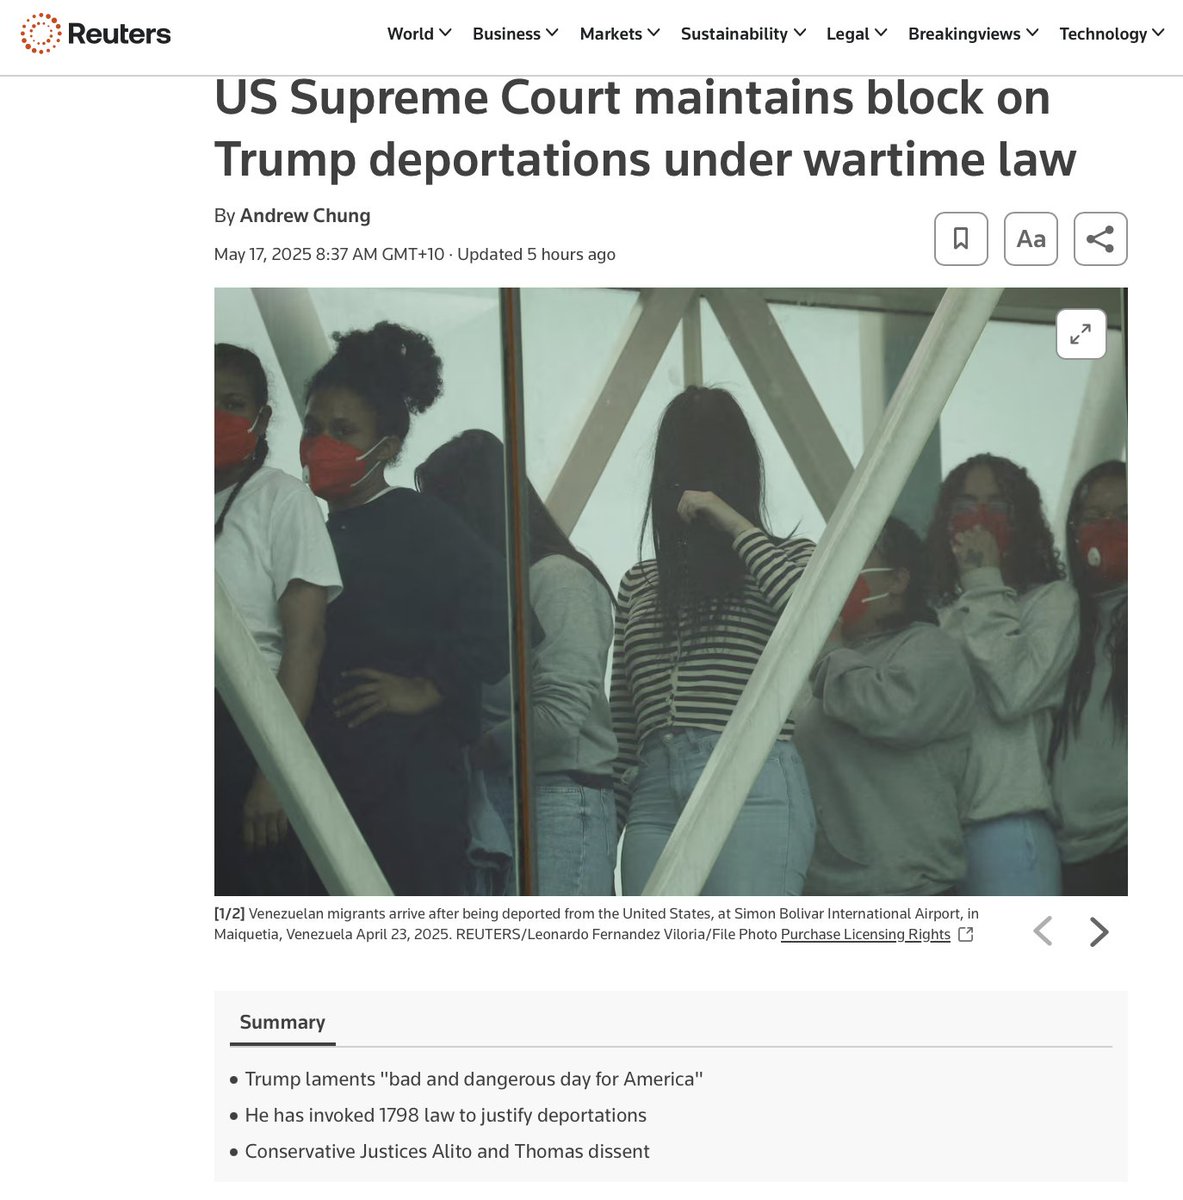 Reuters
World Business Markets Sustainability Legal Breakingviews Technology
US Supreme Court maintains block on
Trump deportations under wartime law
By Andrew Chung
May 17, 2025 8:37 AM GMT+10 · Updated 5 hours ago
Aa
[1/2] Venezuelan migrants arrive after being deported from the United States, at Simon Bolivar International Airport, in
Maiquetia, Venezuela April 23, 2025. REUTERS/Leonardo Fernandez Viloria/File Photo Purchase Licensing Rights
Summary
• Trump laments "bad and dangerous day for America"
• He has invoked 1798 law to justify deportations
• Conservative Justices Alito and Thomas dissent